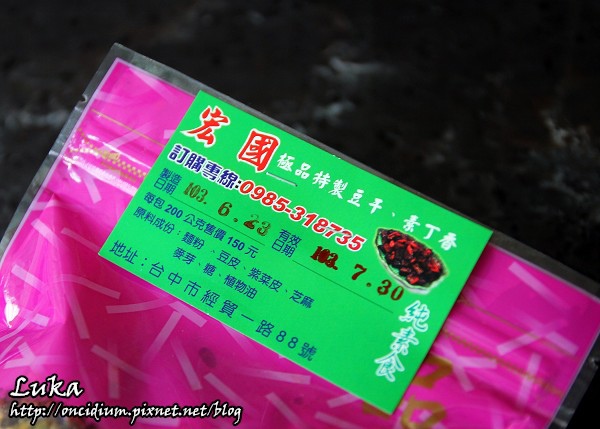 宏國極品特製豆干、素丁香
訂購專線:0985-318735
製造日期 103. 6. 23 有效日期 103. 7. 30
每包200公克售價150元
原料成份：麵粉、豆皮、紫菜皮、芝麻
麥芽、糖、植物油
地址：台中市經貿一路88號
純素食
Luka
http://oncidium.pixnet.net/blog